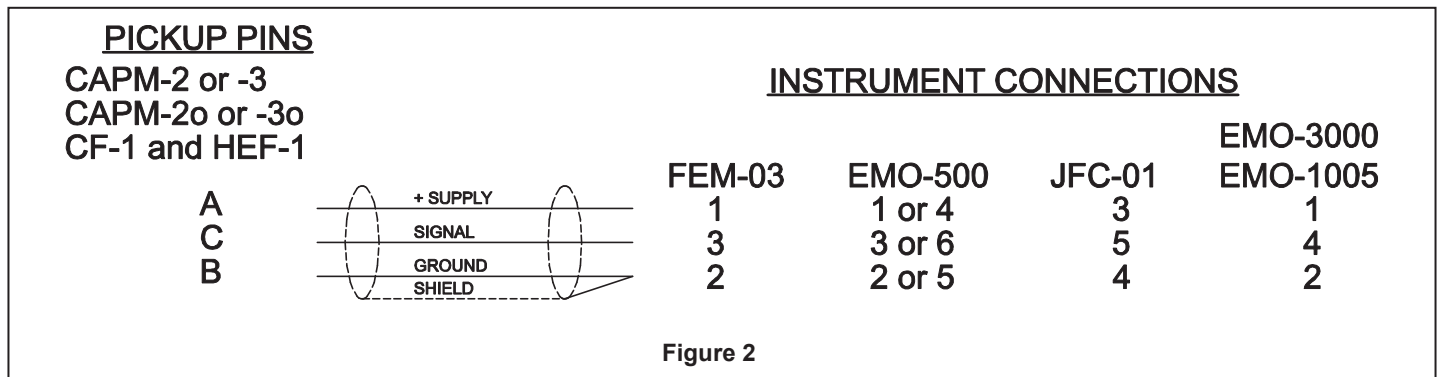 PICKUP PINS
CAPM-2 or -3
CAPM-2o or -3o
CF-1 and HEF-1
INSTRUMENT CONNECTIONS
EMO-3000
FEM-03 EMO-500 JFC-01 EMO-1005
A + SUPPLY 1 1 or 4 3 1
C SIGNAL 3 3 or 6 5 4
B GROUND 2 2 or 5 4 2
SHIELD
Figure 2